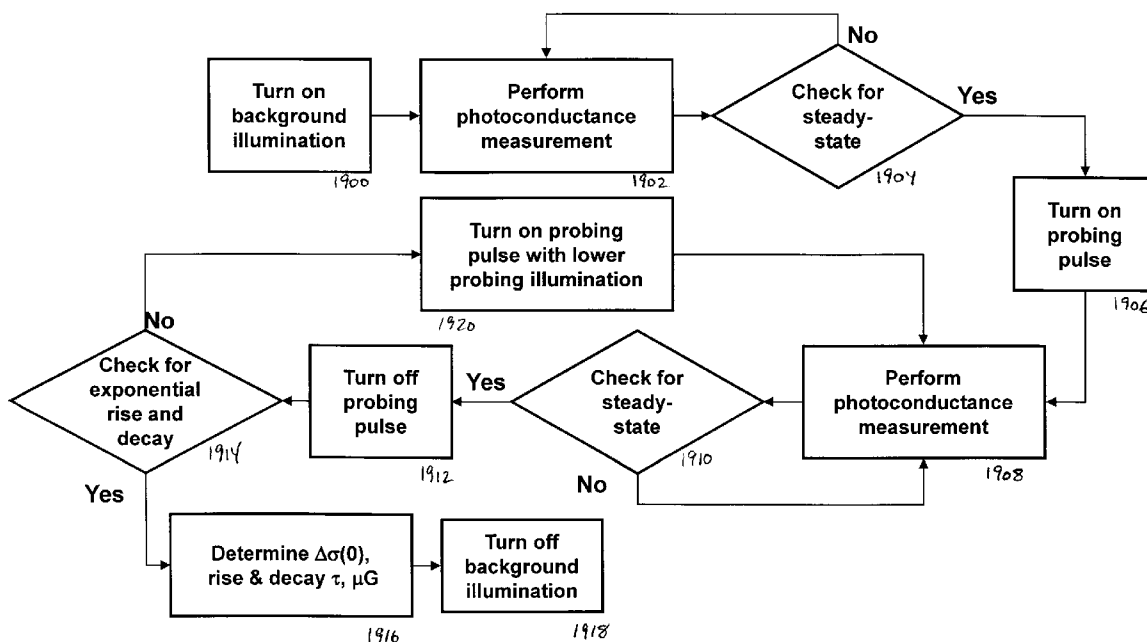 Turn on
background
illumination
1900
Perform
photoconductance
measurement
1902
No
Check for
steady-
state
1904
Yes
Turn on
probing
pulse
1906
Perform
photoconductance
measurement
1908
Check for
steady-
state
1910
No
Yes
Turn off
probing
pulse
1912
Check for
exponential
rise and
decay
1914
No
Turn on probing
pulse with lower
probing illumination
1920
Yes
Determine Δσ(0),
rise & decay τ, μG
1916
Turn off
background
illumination
1918